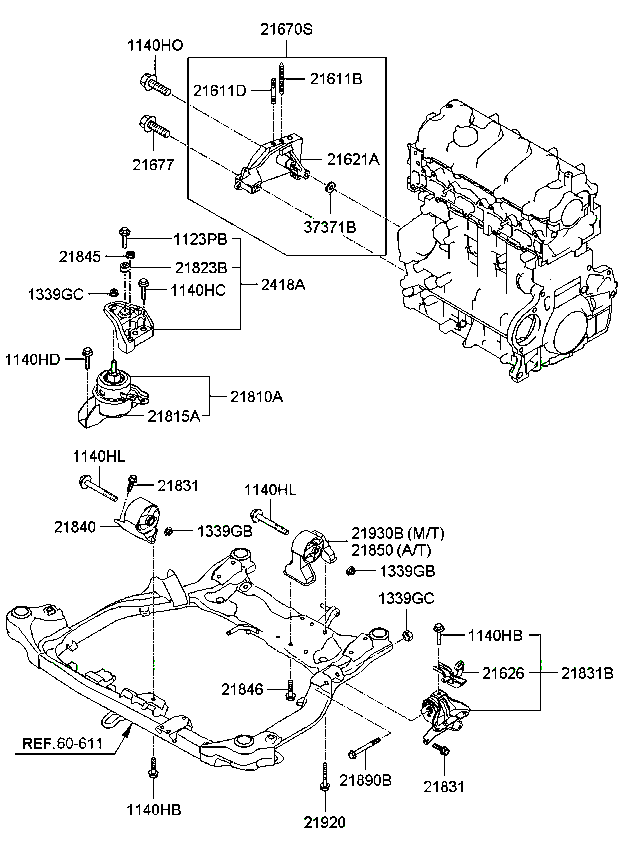 21670S
1140HO
21611D
21611B
21677
21621A
37371B
1123PB
21845
21823B
1339GC
1140HC
2418A
1140HD
21810A
21815A
1140HL
21831
1140HL
21840
1339GB
21930B (M/T)
21850 (A/T)
1339GB
1339GC
1140HB
21626
21831B
21846
REF.60-611
21890B
21831
1140HB
21920